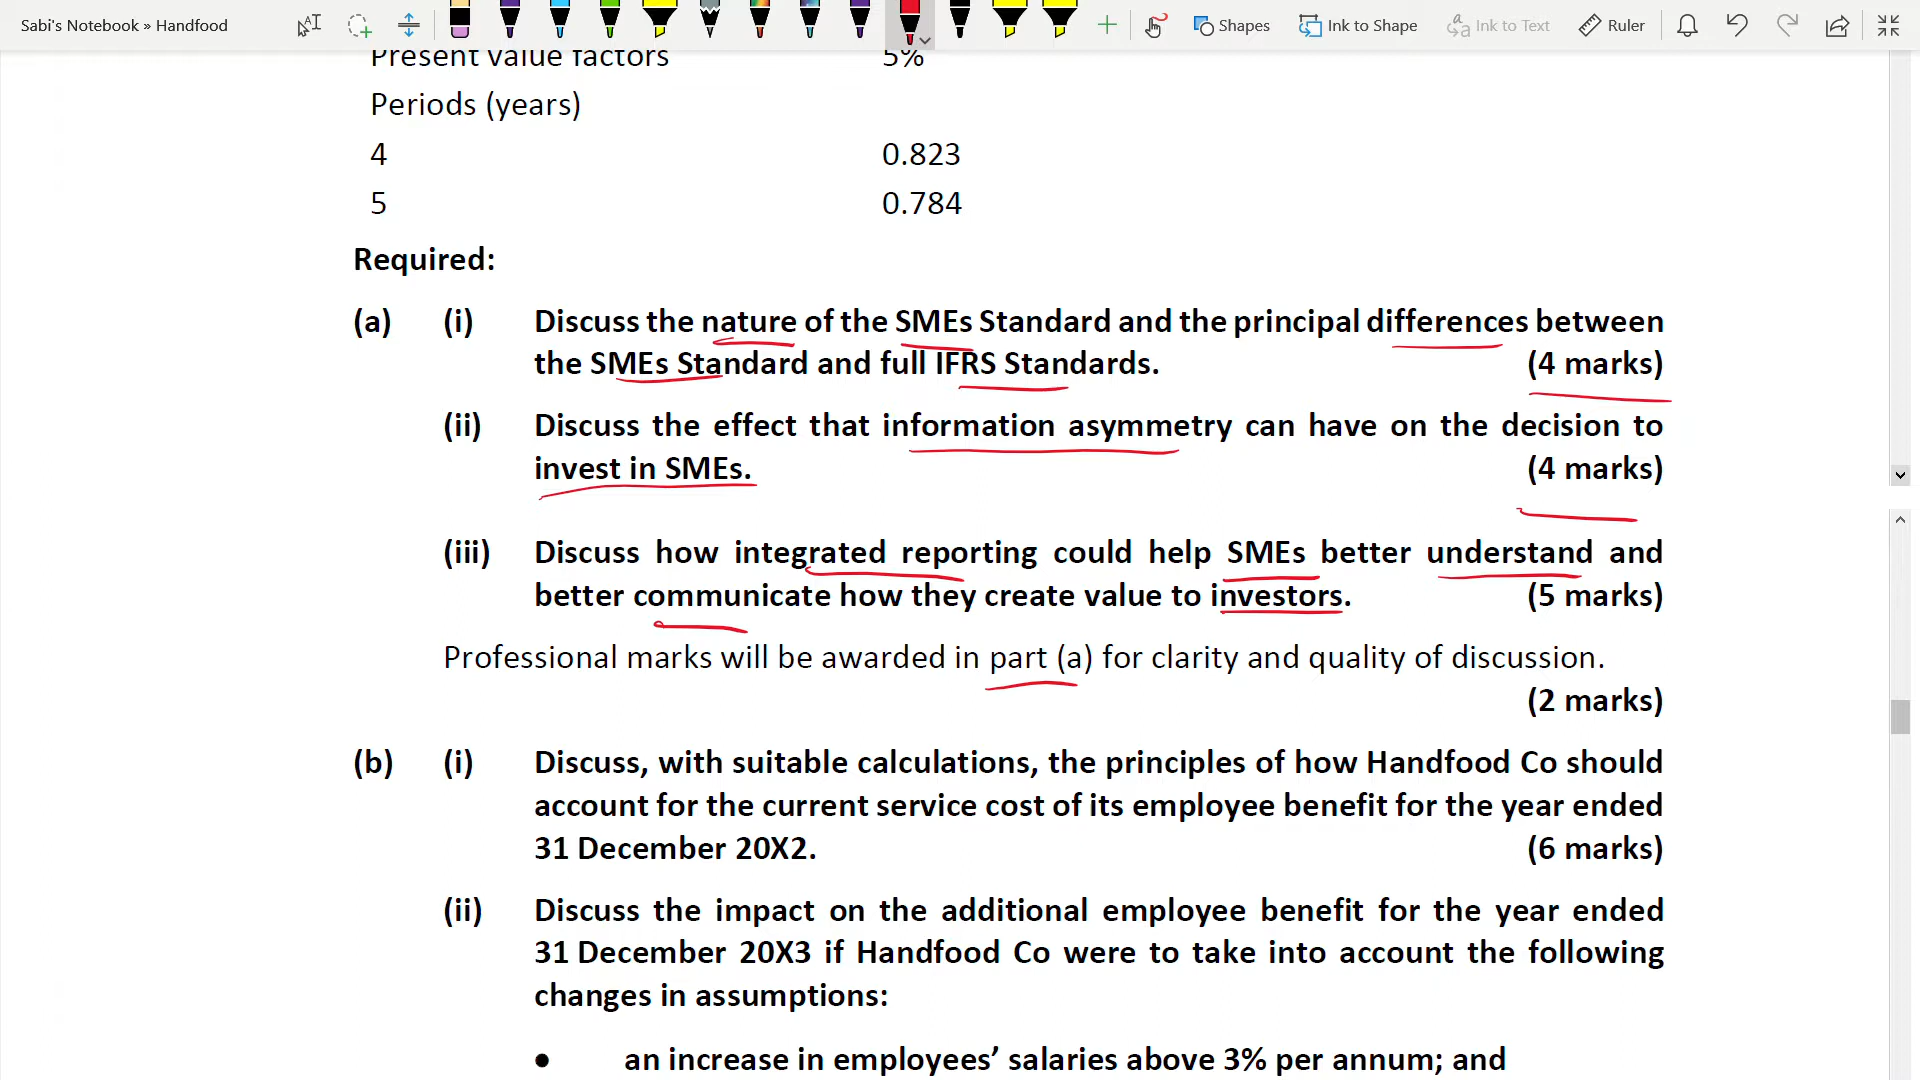 Sabi's Notebook » Handfood
Shapes Ink to Shape Ink to Text Ruler
Present value factors 5%
Periods (years)
4 0.823
5 0.784
Required:
(a) (i) Discuss the nature of the SMEs Standard and the principal differences between
the SMEs Standard and full IFRS Standards. (4 marks)
(ii) Discuss the effect that information asymmetry can have on the decision to
invest in SMEs. (4 marks)
(iii) Discuss how integrated reporting could help SMEs better understand and
better communicate how they create value to investors. (5 marks)
Professional marks will be awarded in part (a) for clarity and quality of discussion.
(2 marks)
(b) (i) Discuss, with suitable calculations, the principles of how Handfood Co should
account for the current service cost of its employee benefit for the year ended
31 December 20X2. (6 marks)
(ii) Discuss the impact on the additional employee benefit for the year ended
31 December 20X3 if Handfood Co were to take into account the following
changes in assumptions:
• an increase in employees’ salaries above 3% per annum; and